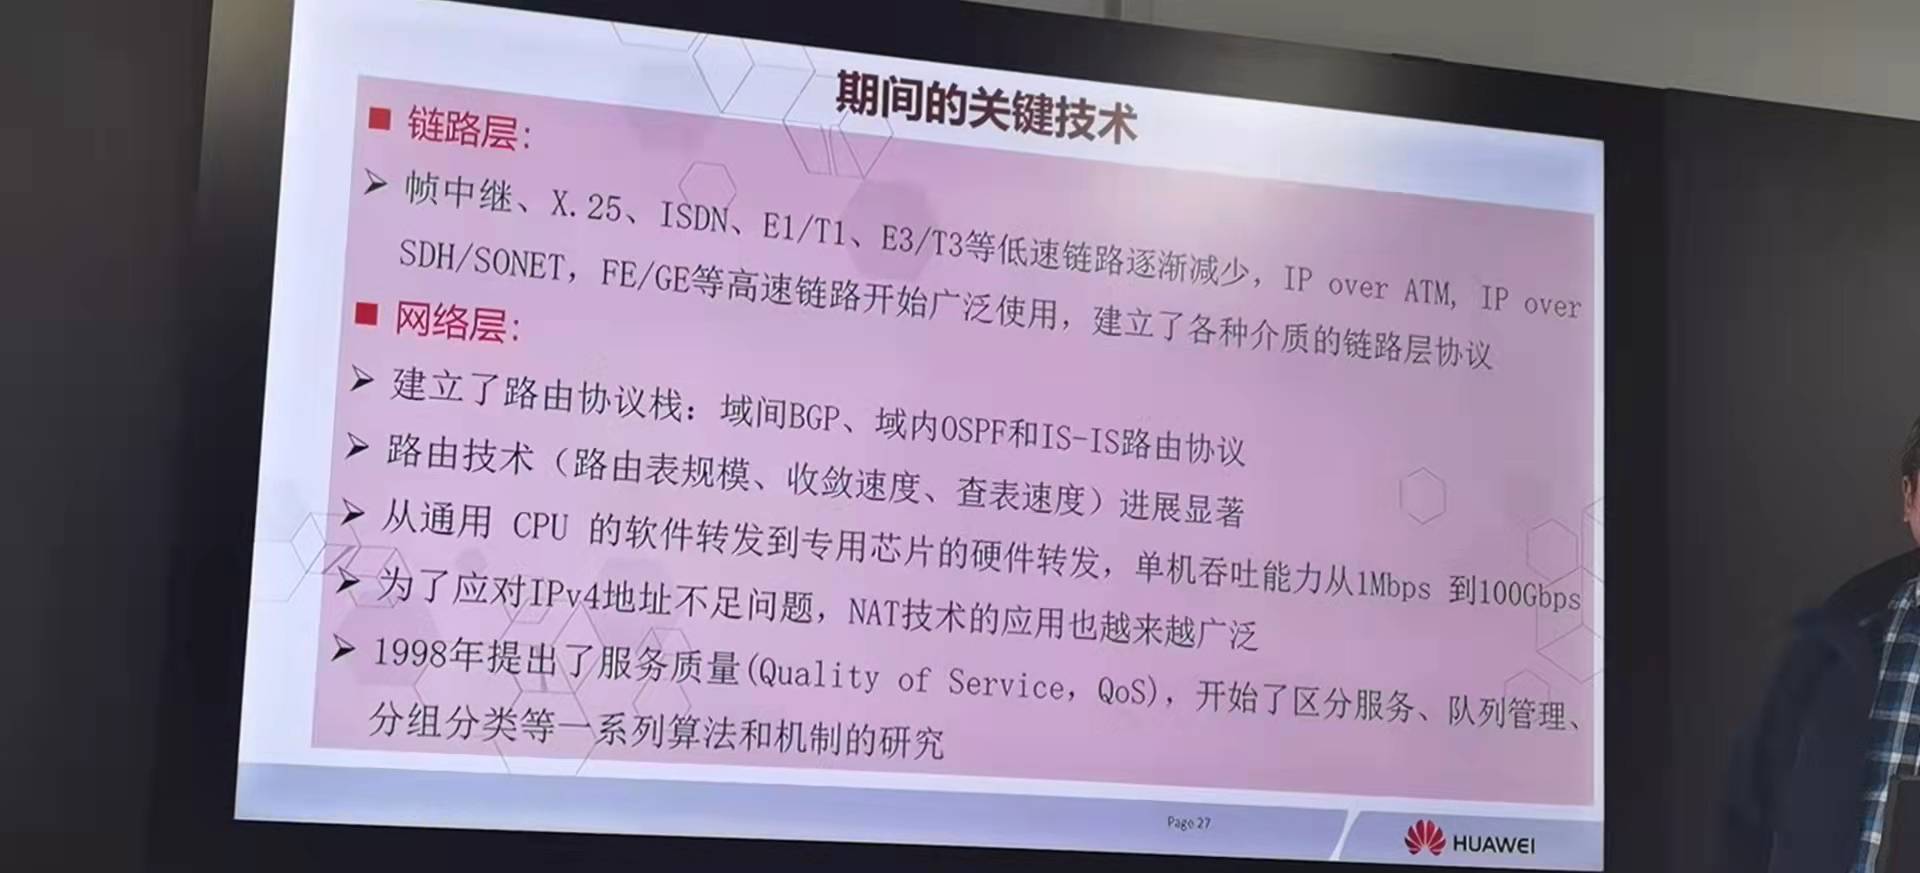 期间的关键技术
■ 链路层：
➢ 帧中继、X.25、ISDN、E1/T1、E3/T3等低速链路逐渐减少，IP over ATM, IP over
SDH/SONET，FE/GE等高速链路开始广泛使用，建立了各种介质的链路层协议
■ 网络层：
➢ 建立了路由协议栈：域间BGP、域内OSPF和IS-IS路由协议
➢ 路由技术（路由表规模、收敛速度、查表速度）进展显著
➢ 从通用 CPU 的软件转发到专用芯片的硬件转发，单机吞吐能力从1Mbps 到100Gbps
➢ 为了应对IPv4地址不足问题，NAT技术的应用也越来越广泛
➢ 1998年提出了服务质量(Quality of Service，QoS)，开始了区分服务、队列管理、
分组分类等一系列算法和机制的研究
Page 27
HUAWEI